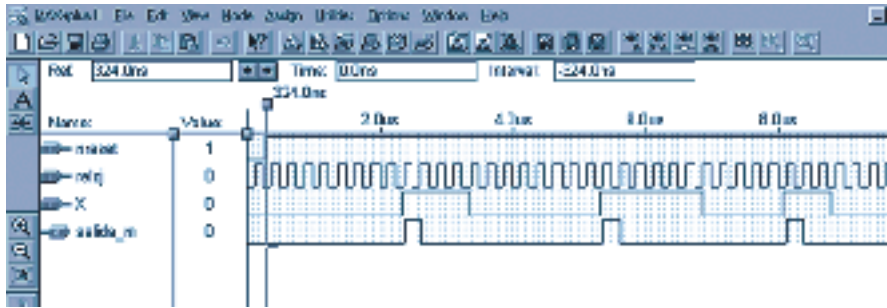 MAX+plus II File Edit View Node Assign Utilities Options Window Help
Ref: 324.0ns Time: 0.0ns Interval: -324.0ns
324.0ns
Name: Value: 2.0us 4.0us 6.0us 8.0us
nreset 1
reloj 0
X 0
salida_m 0